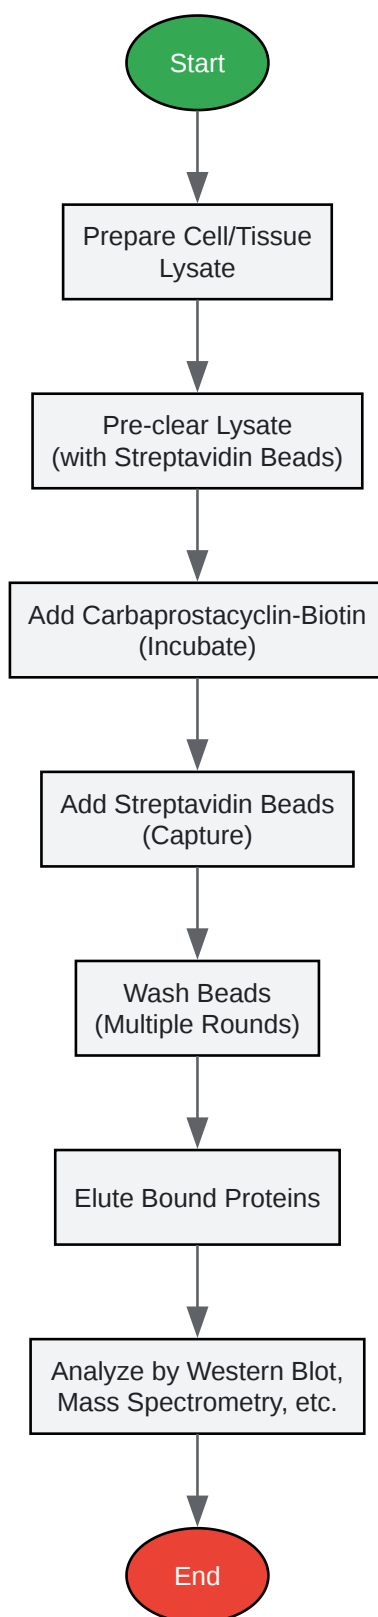 Start
Prepare Cell/Tissue
Lysate
Pre-clear Lysate
(with Streptavidin Beads)
Add Carbaprostacyclin-Biotin
(Incubate)
Add Streptavidin Beads
(Capture)
Wash Beads
(Multiple Rounds)
Elute Bound Proteins
Analyze by Western Blot,
Mass Spectrometry, etc.
End